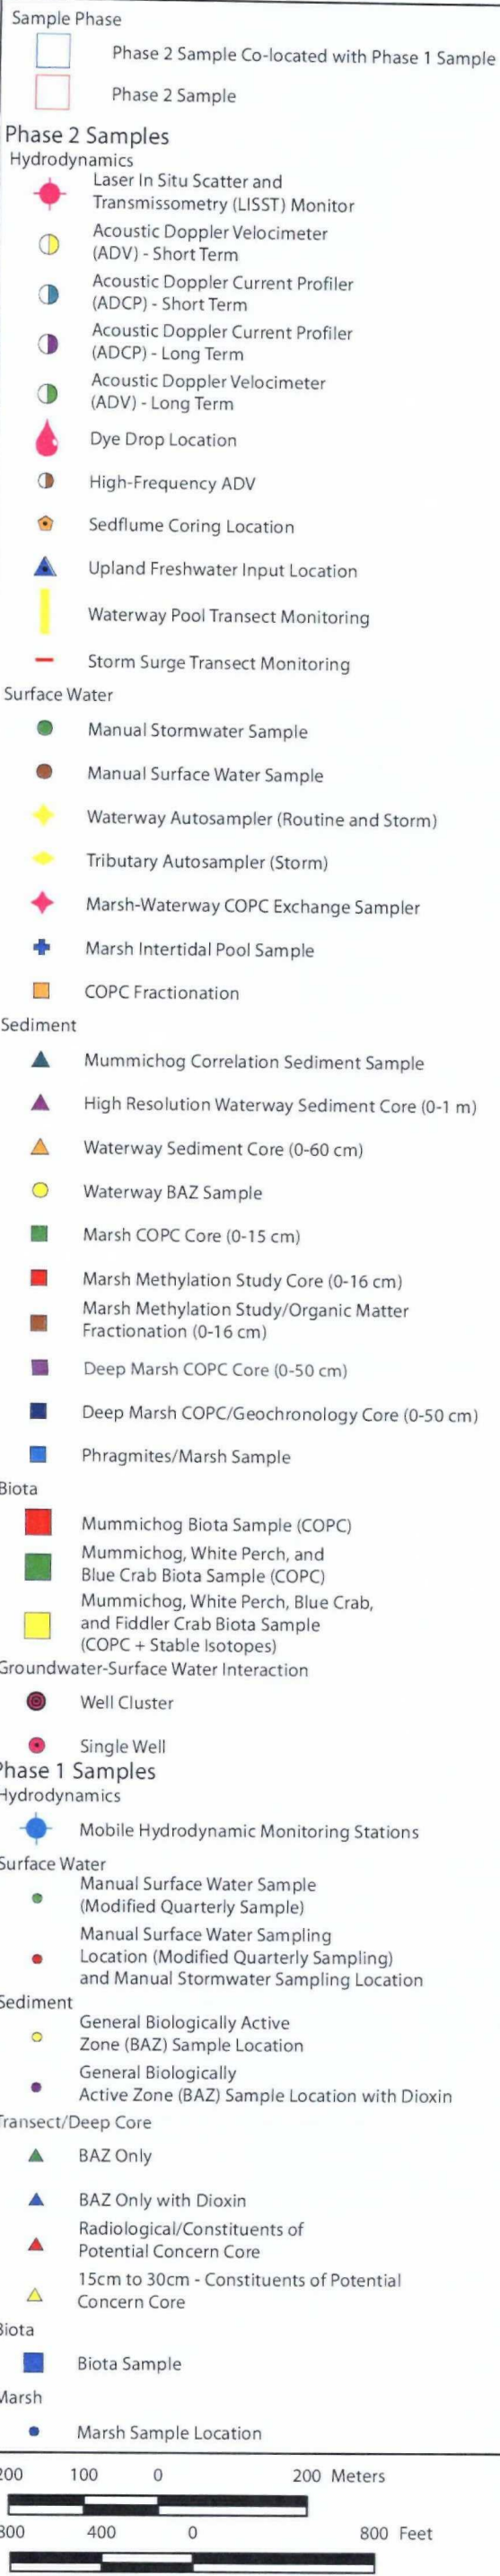 Sample Phase
Phase 2 Sample Co-located with Phase 1 Sample
Phase 2 Sample
Phase 2 Samples
Hydrodynamics
Laser In Situ Scatter and
Transmissometry (LISST) Monitor
Acoustic Doppler Velocimeter
(ADV) - Short Term
Acoustic Doppler Current Profiler
(ADCP) - Short Term
Acoustic Doppler Current Profiler
(ADCP) - Long Term
Acoustic Doppler Velocimeter
(ADV) - Long Term
Dye Drop Location
High-Frequency ADV
Sedflume Coring Location
Upland Freshwater Input Location
Waterway Pool Transect Monitoring
Storm Surge Transect Monitoring
Surface Water
Manual Stormwater Sample
Manual Surface Water Sample
Waterway Autosampler (Routine and Storm)
Tributary Autosampler (Storm)
Marsh-Waterway COPC Exchange Sampler
Marsh Intertidal Pool Sample
COPC Fractionation
Sediment
Mummichog Correlation Sediment Sample
High Resolution Waterway Sediment Core (0-1 m)
Waterway Sediment Core (0-60 cm)
Waterway BAZ Sample
Marsh COPC Core (0-15 cm)
Marsh Methylation Study Core (0-16 cm)
Marsh Methylation Study/Organic Matter
Fractionation (0-16 cm)
Deep Marsh COPC Core (0-50 cm)
Deep Marsh COPC/Geochronology Core (0-50 cm)
Phragmites/Marsh Sample
Biota
Mummichog Biota Sample (COPC)
Mummichog, White Perch, and
Blue Crab Biota Sample (COPC)
Mummichog, White Perch, Blue Crab,
and Fiddler Crab Biota Sample
(COPC + Stable Isotopes)
Groundwater-Surface Water Interaction
Well Cluster
Single Well
Phase 1 Samples
Hydrodynamics
Mobile Hydrodynamic Monitoring Stations
Surface Water
Manual Surface Water Sample
(Modified Quarterly Sample)
Manual Surface Water Sampling
Location (Modified Quarterly Sampling)
and Manual Stormwater Sampling Location
Sediment
General Biologically Active
Zone (BAZ) Sample Location
General Biologically
Active Zone (BAZ) Sample Location with Dioxin
Transect/Deep Core
BAZ Only
BAZ Only with Dioxin
Radiological/Constituents of
Potential Concern Core
15cm to 30cm - Constituents of Potential
Concern Core
Biota
Biota Sample
Marsh
Marsh Sample Location
200 100 0 200 Meters
800 400 0 800 Feet